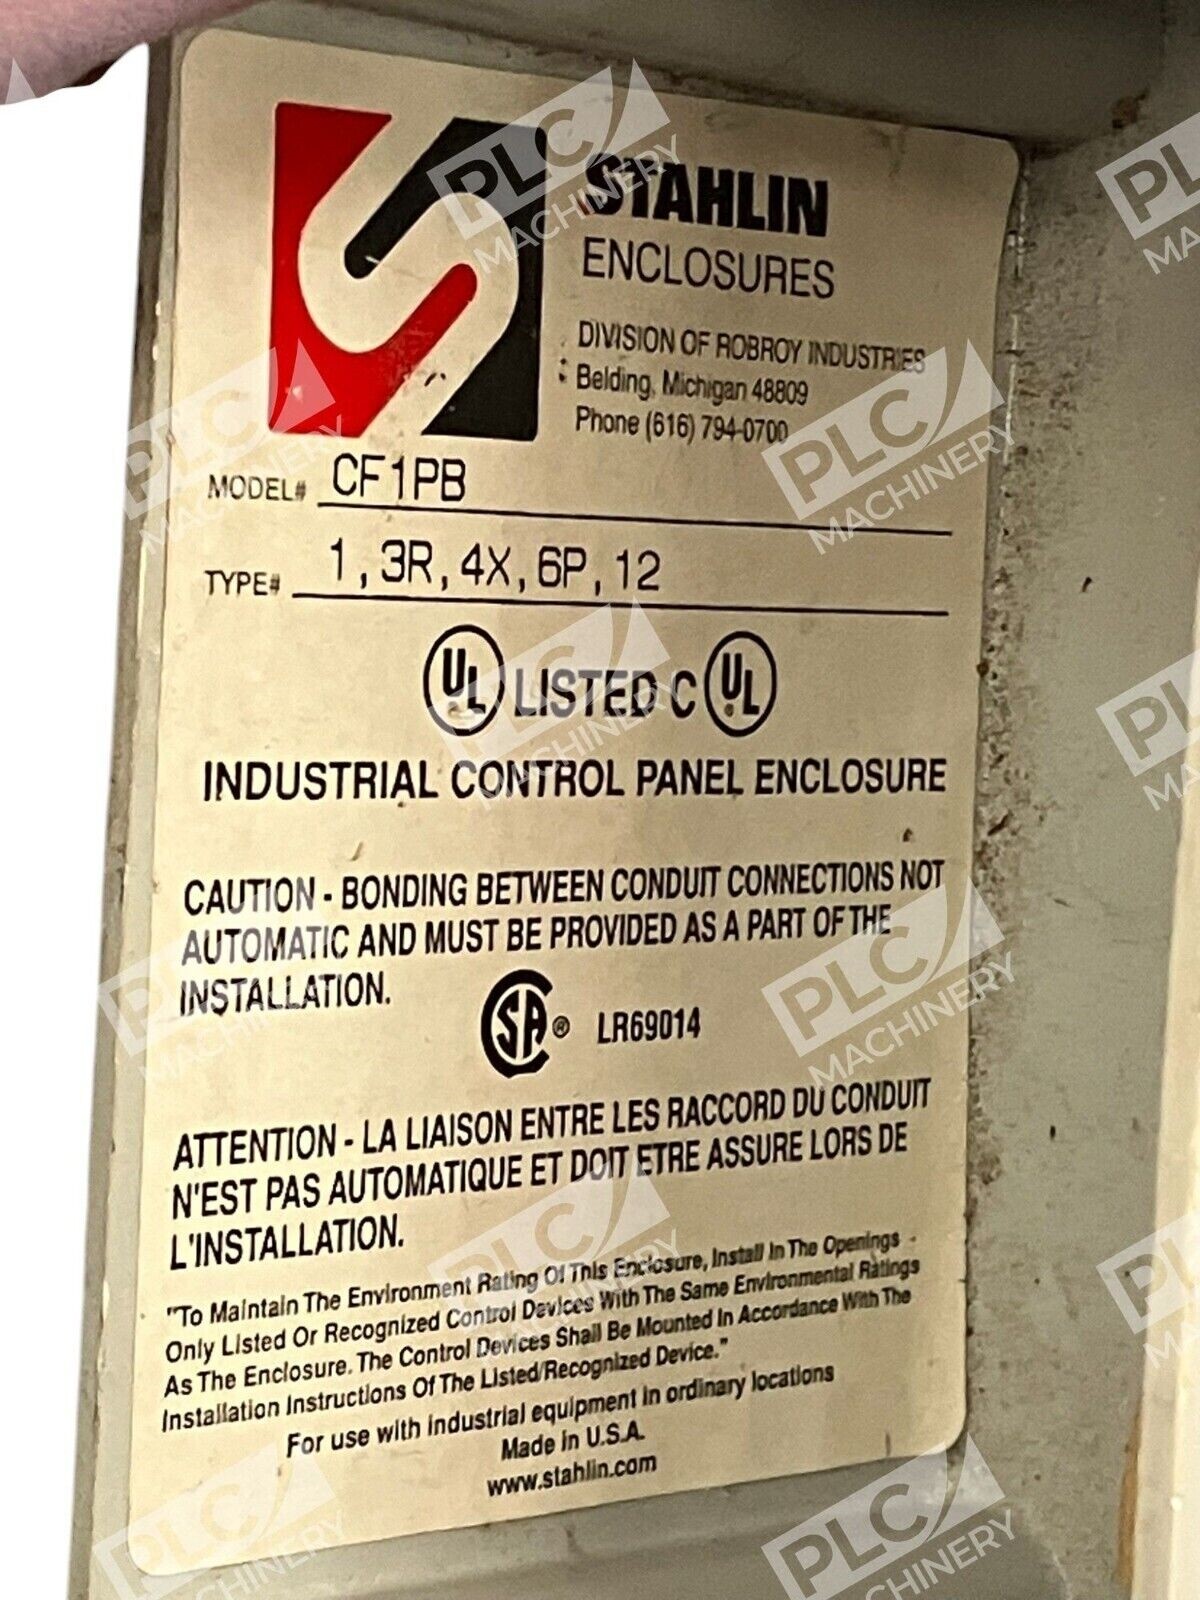 STAHLIN
ENCLOSURES
DIVISION OF ROBROY INDUSTRIES
Belding, Michigan 48809
Phone (616) 794-0700
MODEL# CF1PB
TYPE# 1, 3R, 4X, 6P, 12
UL LISTED C UL
INDUSTRIAL CONTROL PANEL ENCLOSURE
CAUTION - BONDING BETWEEN CONDUIT CONNECTIONS NOT
AUTOMATIC AND MUST BE PROVIDED AS A PART OF THE
INSTALLATION.
CSA® LR69014
ATTENTION - LA LIAISON ENTRE LES RACCORD DU CONDUIT
N'EST PAS AUTOMATIQUE ET DOIT ETRE ASSURE LORS DE
L'INSTALLATION.
"To Maintain The Environment Rating Of This Enclosure, Install In The Openings
Only Listed Or Recognized Control Devices With The Same Environmental Ratings
As The Enclosure. The Control Devices Shall Be Mounted In Accordance With The
Installation Instructions Of The Listed/Recognized Device."
For use with industrial equipment in ordinary locations
Made in U.S.A.
www.stahlin.com
PLC MACHINERY